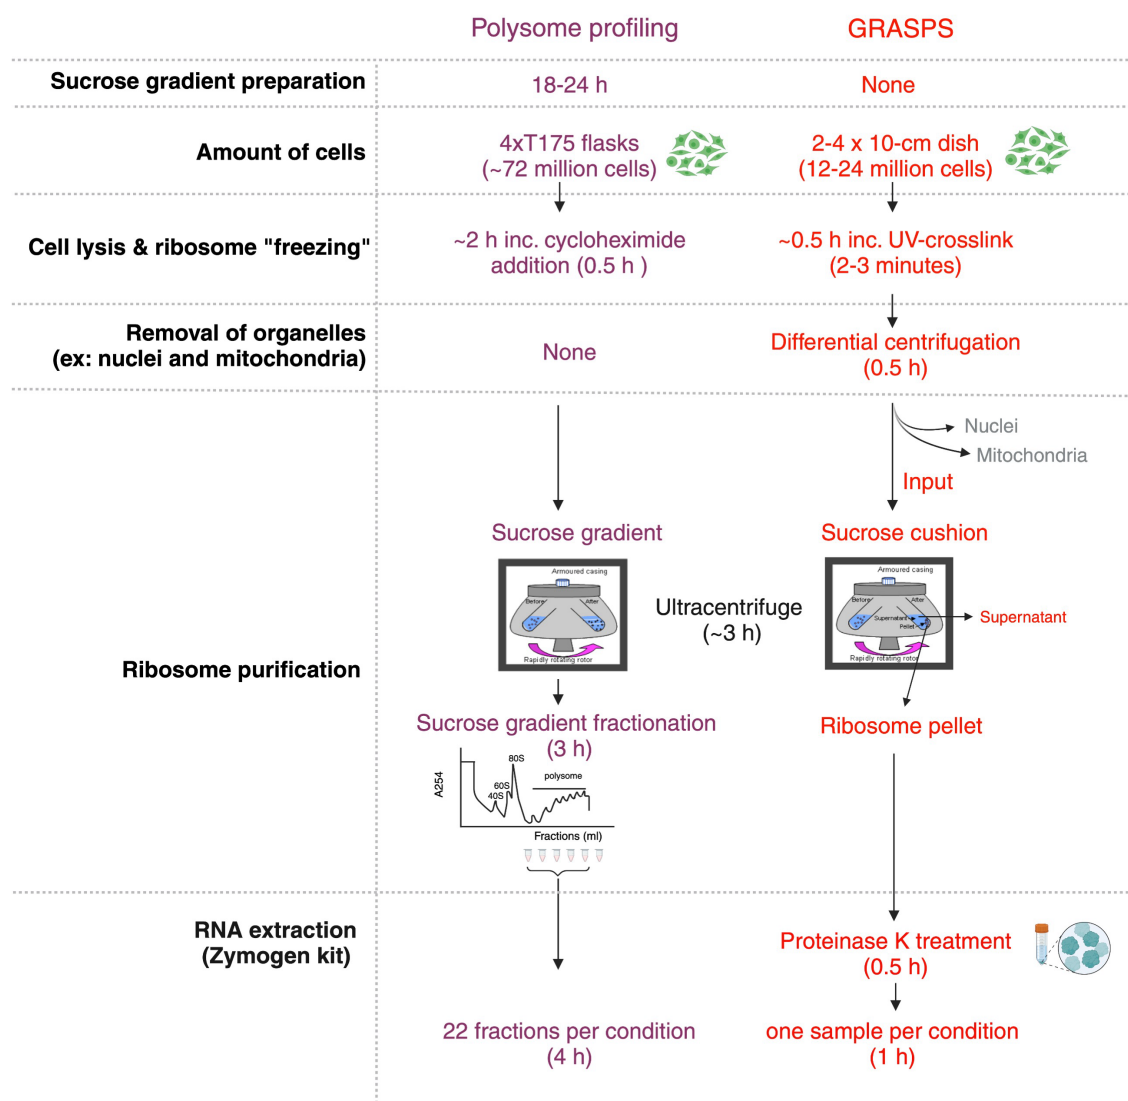 Polysome profiling
GRASPS
Sucrose gradient preparation
18-24 h
None
Amount of cells
4xT175 flasks
(~72 million cells)
2-4 x 10-cm dish
(12-24 million cells)
Cell lysis & ribosome "freezing"
~2 h inc. cycloheximide
addition (0.5 h )
~0.5 h inc. UV-crosslink
(2-3 minutes)
Removal of organelles
(ex: nuclei and mitochondria)
None
Differential centrifugation
(0.5 h)
Nuclei
Mitochondria
Input
Ribosome purification
Sucrose gradient
Armoured casing
Before
After
Rapidly rotating rotor
Ultracentrifuge
(~3 h)
Sucrose cushion
Armoured casing
Before
After
Supernatant
Pellet
Rapidly rotating rotor
Supernatant
Sucrose gradient fractionation
(3 h)
A254
40S
60S
80S
polysome
Fractions (ml)
Ribosome pellet
RNA extraction
(Zymogen kit)
Proteinase K treatment
(0.5 h)
22 fractions per condition
(4 h)
one sample per condition
(1 h)